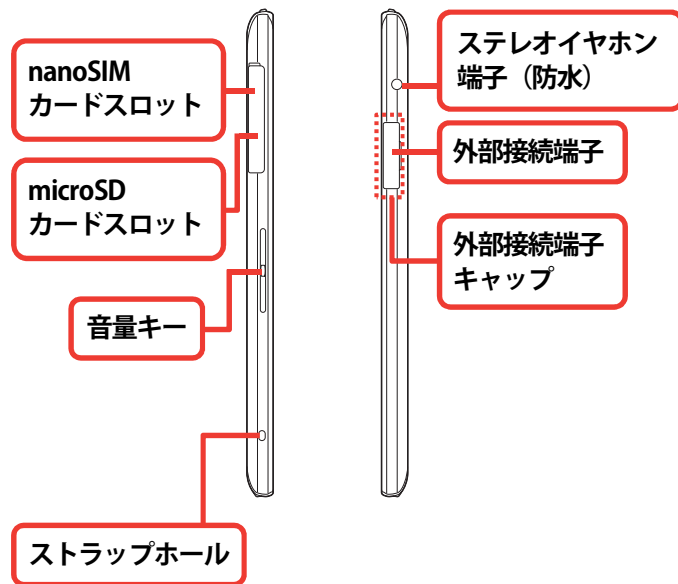 nanoSIM
カードスロット
microSD
カードスロット
音量キー
ストラップホール
ステレオイヤホン
端子（防水）
外部接続端子
外部接続端子
キャップ